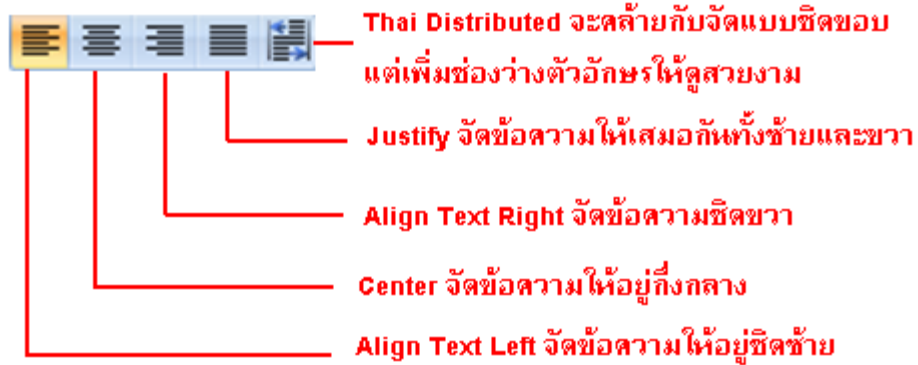 Thai Distributed จะคล้ายกับจัดแบบชิดขอบ
แต่เพิ่มช่องว่างตัวอักษรให้ดูสวยงาม
Justify จัดข้อความให้เสมอกันทั้งซ้ายและขวา
Align Text Right จัดข้อความชิดขวา
Center จัดข้อความให้อยู่กึ่งกลาง
Align Text Left จัดข้อความให้อยู่ชิดซ้าย